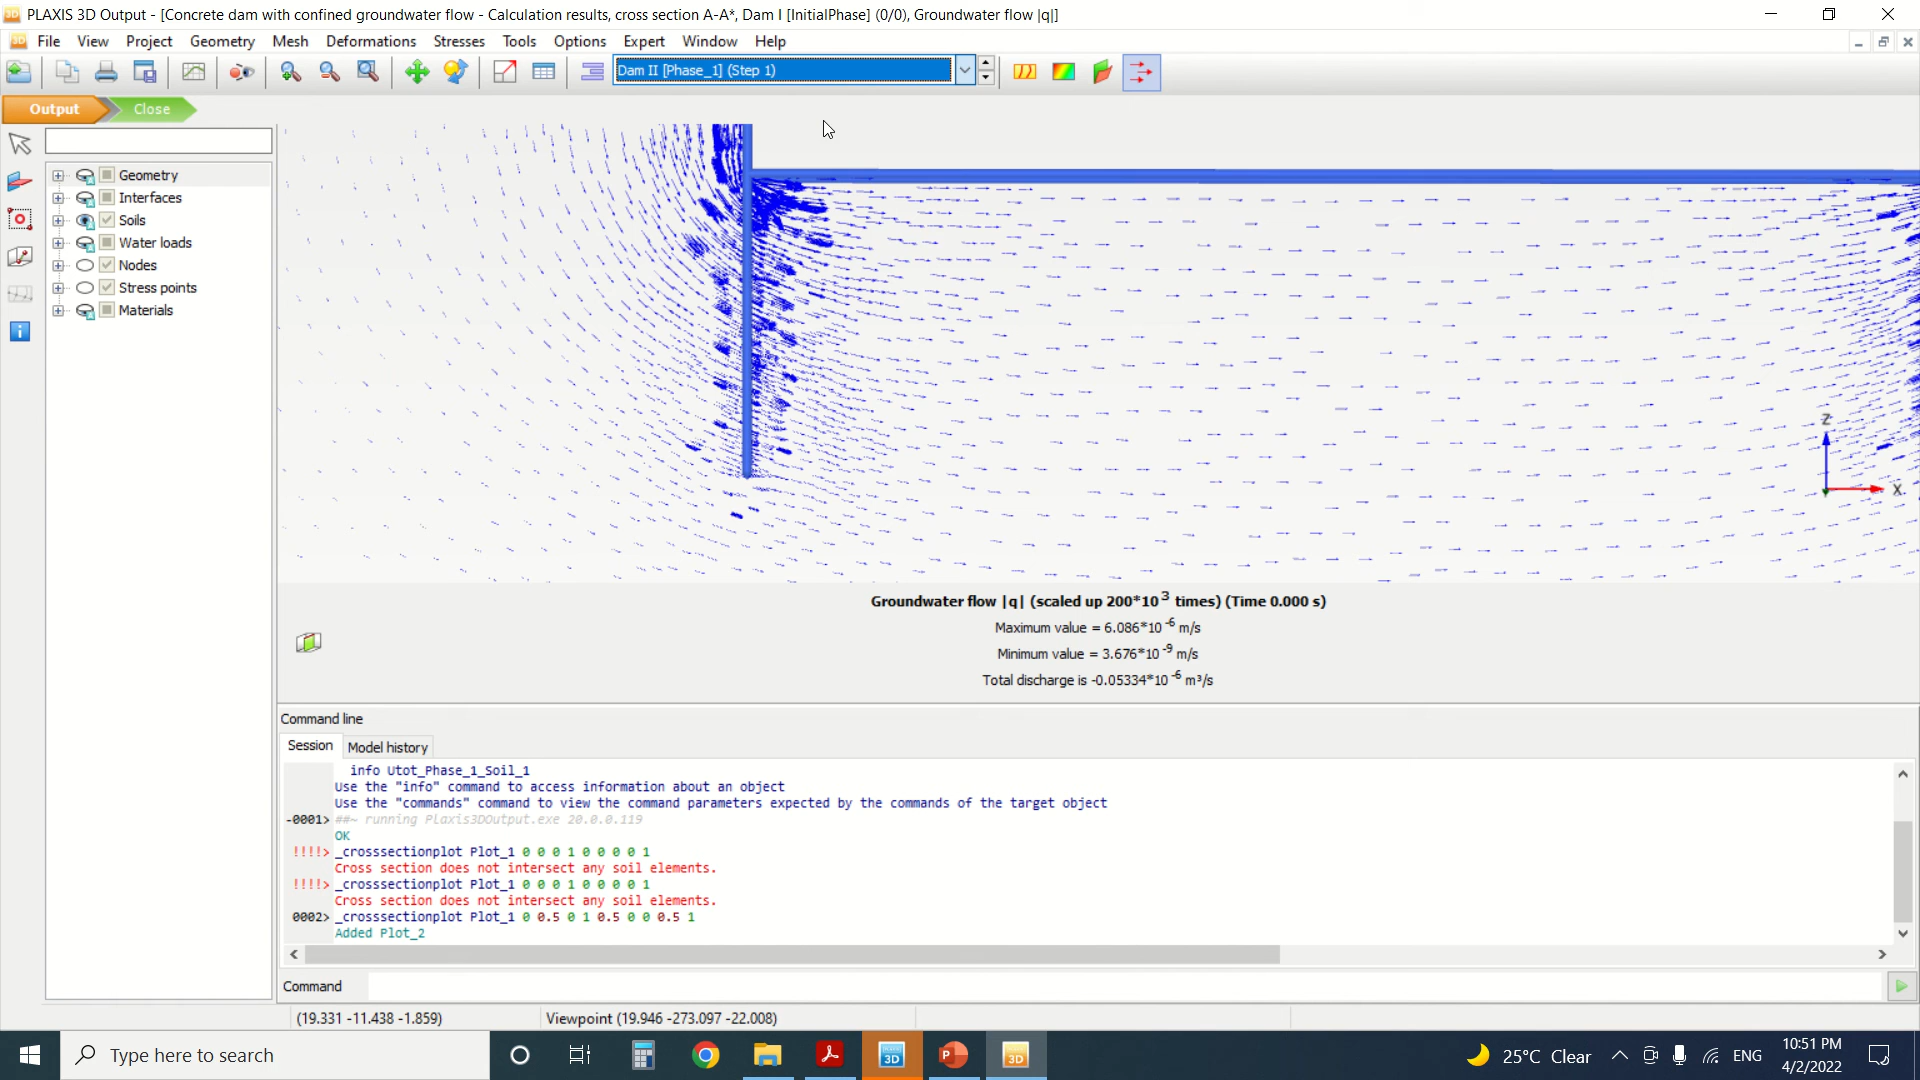 PLAXIS 3D Output - [Concrete dam with confined groundwater flow - Calculation results, cross section A-A*, Dam I [InitialPhase] (0/0), Groundwater flow |q|]
File View Project Geometry Mesh Deformations Stresses Tools Options Expert Window Help
Dam II [Phase_1] (Step 1)
Output Close
Geometry
Interfaces
Soils
Water loads
Nodes
Stress points
Materials
Z
X
Groundwater flow |q| (scaled up 200*10 3 times) (Time 0.000 s)
Maximum value = 6.086*10 -6 m/s
Minimum value = 3.676*10 -9 m/s
Total discharge is -0.05334*10 -6 m³/s
Command line
Session Model history
info Utot_Phase_1_Soil_1
Use the "info" command to access information about an object
Use the "commands" command to view the command parameters expected by the commands of the target object
-0001> ##~ running Plaxis3DOutput.exe 20.0.0.119
OK
!!!!> _crosssectionplot Plot_1 0 0 0 1 0 0 0 0 1
Cross section does not intersect any soil elements.
!!!!> _crosssectionplot Plot_1 0 0 0 1 0 0 0 0 1
Cross section does not intersect any soil elements.
0002> _crosssectionplot Plot_1 0 0.5 0 1 0.5 0 0 0.5 1
Added Plot_2
Command
(19.331 -11.438 -1.859) Viewpoint (19.946 -273.097 -22.008)
Type here to search
3D
P
3D
25°C Clear
ENG
10:51 PM
4/2/2022